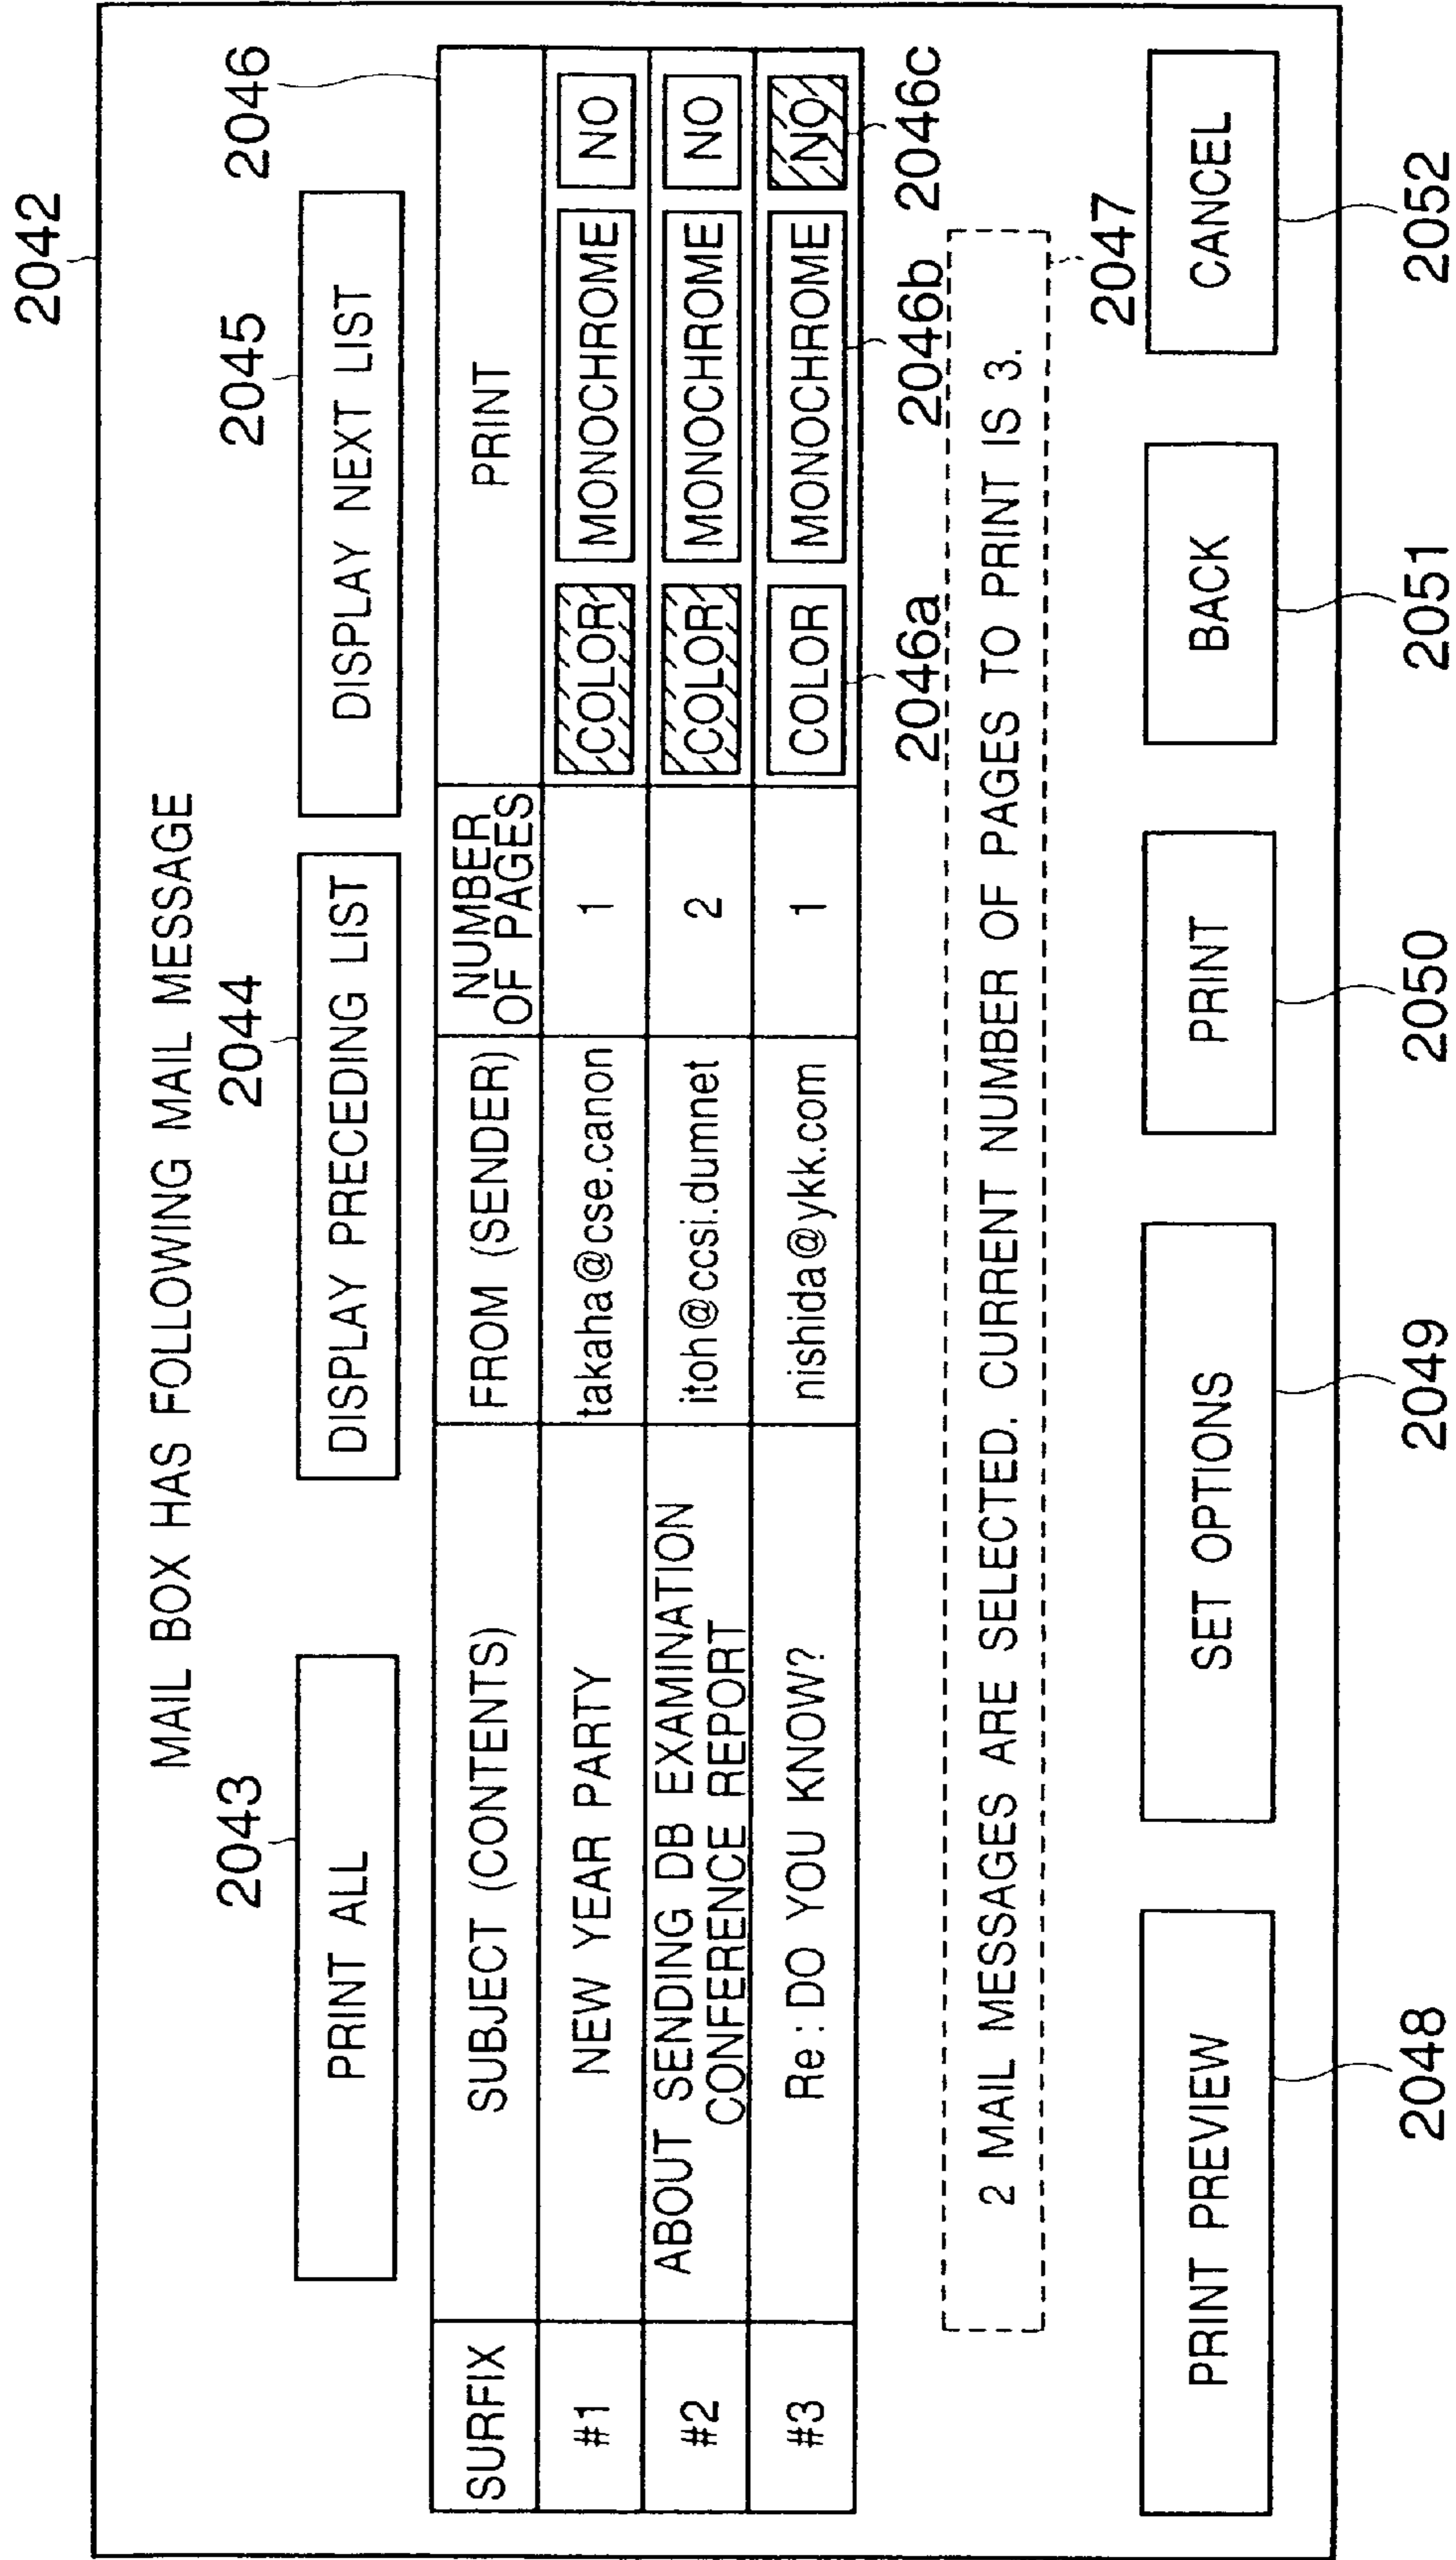 2042
MAIL BOX HAS FOLLOWING MAIL MESSAGE
2043
2044
2045
2046
PRINT ALL
DISPLAY PRECEDING LIST
DISPLAY NEXT LIST
SURFIX
SUBJECT (CONTENTS)
FROM (SENDER)
NUMBER
OF PAGES
PRINT
#1
NEW YEAR PARTY
takaha@cse.canon
1
COLOR
MONOCHROME
NO
#2
ABOUT SENDING DB EXAMINATION
CONFERENCE REPORT
itoh@ccsi.dumnet
2
COLOR
MONOCHROME
NO
#3
Re : DO YOU KNOW?
nishida@ykk.com
1
COLOR
MONOCHROME
NO
2046a
2046b
2046c
2 MAIL MESSAGES ARE SELECTED. CURRENT NUMBER OF PAGES TO PRINT IS 3.
2047
PRINT PREVIEW
SET OPTIONS
PRINT
BACK
CANCEL
2048
2049
2050
2051
2052